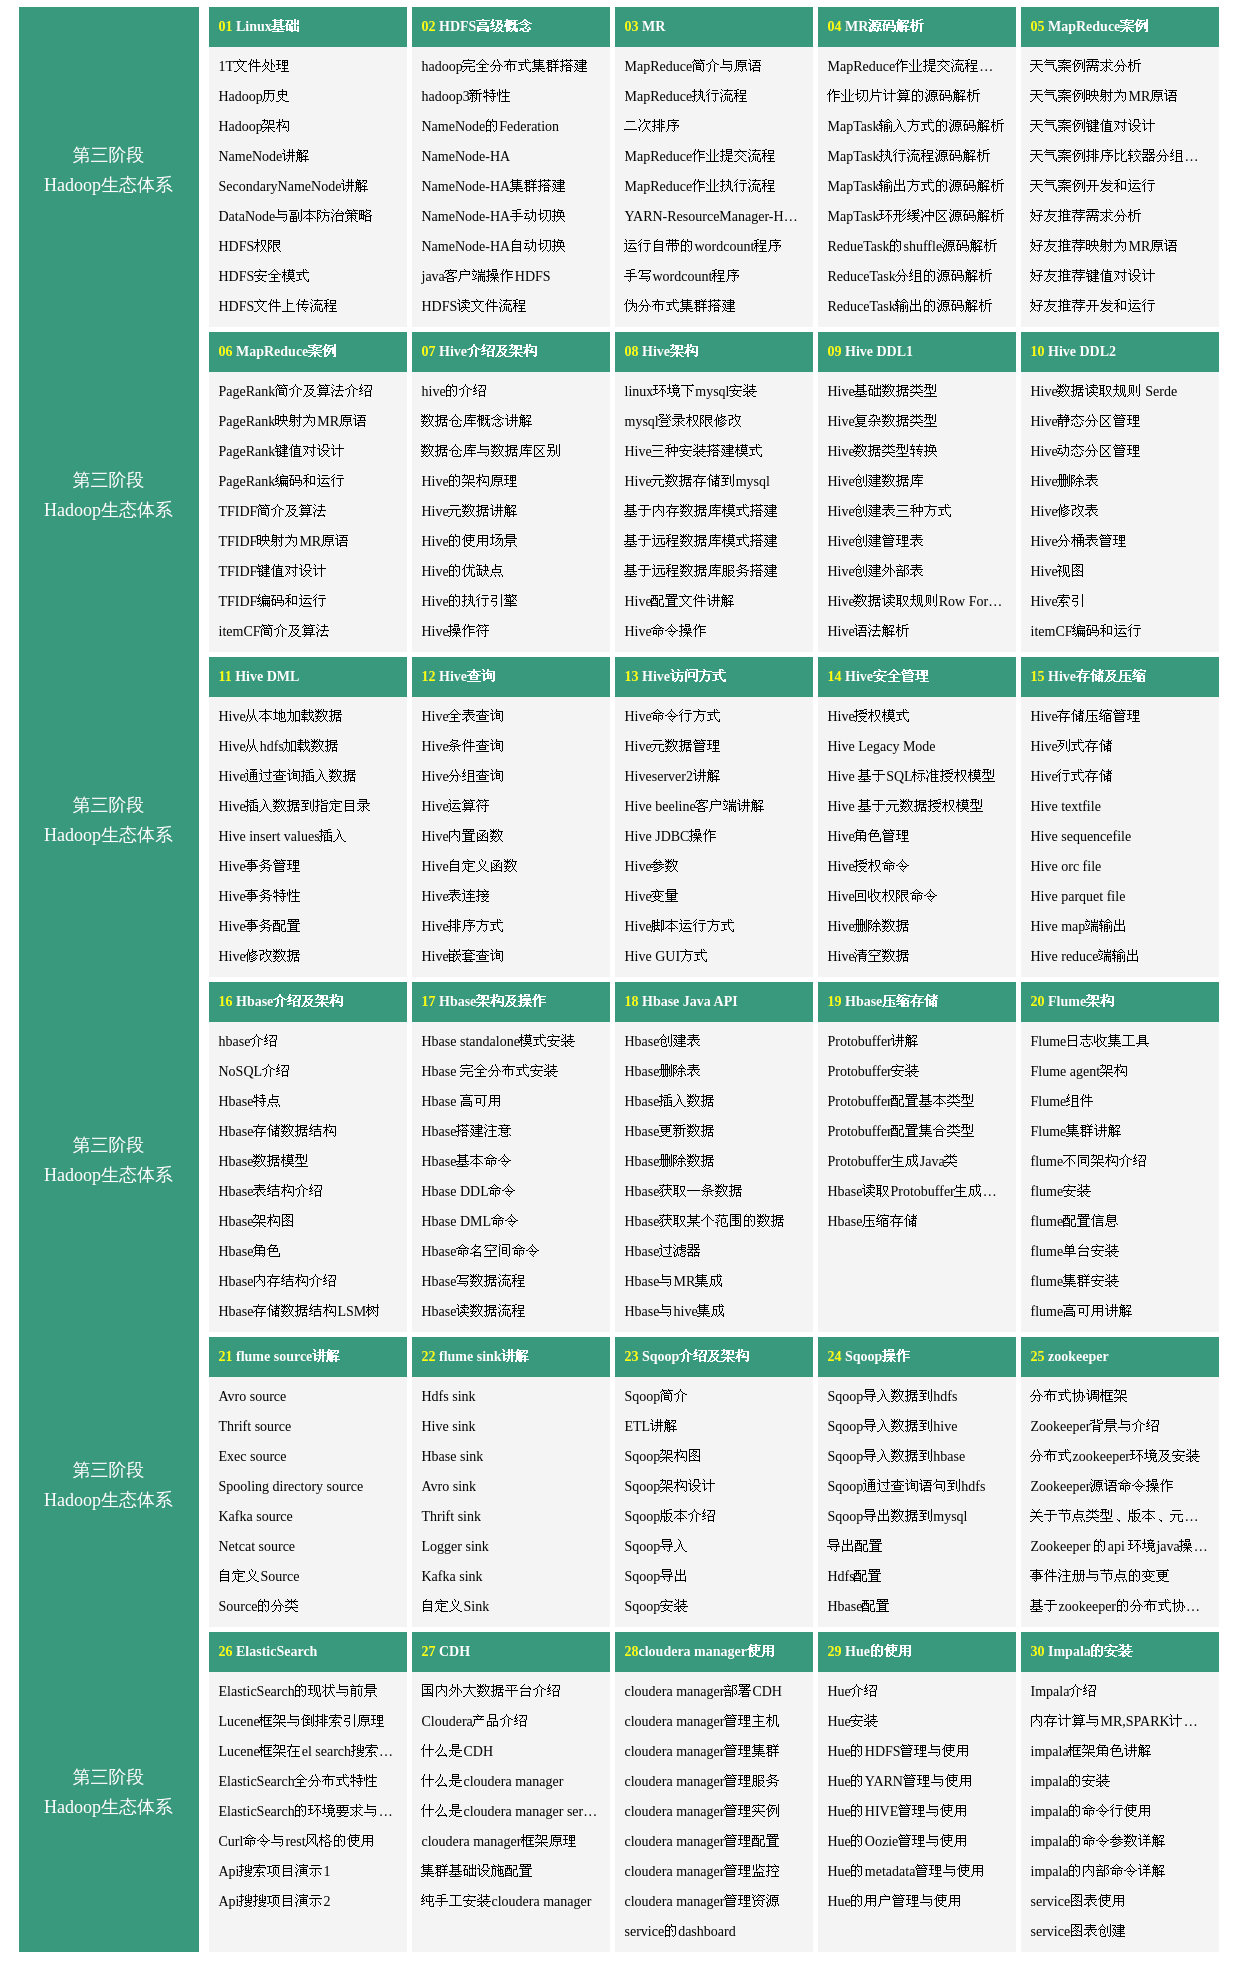 第三阶段
Hadoop生态体系
01 Linux基础
1T文件处理
Hadoop历史
Hadoop架构
NameNode讲解
SecondaryNameNode讲解
DataNode与副本防治策略
HDFS权限
HDFS安全模式
HDFS文件上传流程
02 HDFS高级概念
hadoop完全分布式集群搭建
hadoop3新特性
NameNode的Federation
NameNode-HA
NameNode-HA集群搭建
NameNode-HA手动切换
NameNode-HA自动切换
java客户端操作HDFS
HDFS读文件流程
03 MR
MapReduce简介与原语
MapReduce执行流程
二次排序
MapReduce作业提交流程
MapReduce作业执行流程
YARN-ResourceManager-H…
运行自带的wordcount程序
手写wordcount程序
伪分布式集群搭建
04 MR源码解析
MapReduce作业提交流程…
作业切片计算的源码解析
MapTask输入方式的源码解析
MapTask执行流程源码解析
MapTask输出方式的源码解析
MapTask环形缓冲区源码解析
RedueTask的shuffle源码解析
ReduceTask分组的源码解析
ReduceTask输出的源码解析
05 MapReduce案例
天气案例需求分析
天气案例映射为MR原语
天气案例键值对设计
天气案例排序比较器分组…
天气案例开发和运行
好友推荐需求分析
好友推荐映射为MR原语
好友推荐键值对设计
好友推荐开发和运行
第三阶段
Hadoop生态体系
06 MapReduce案例
PageRank简介及算法介绍
PageRank映射为MR原语
PageRank键值对设计
PageRank编码和运行
TFIDF简介及算法
TFIDF映射为MR原语
TFIDF键值对设计
TFIDF编码和运行
itemCF简介及算法
07 Hive介绍及架构
hive的介绍
数据仓库概念讲解
数据仓库与数据库区别
Hive的架构原理
Hive元数据讲解
Hive的使用场景
Hive的优缺点
Hive的执行引擎
Hive操作符
08 Hive架构
linux环境下mysql安装
mysql登录权限修改
Hive三种安装搭建模式
Hive元数据存储到mysql
基于内存数据库模式搭建
基于远程数据库模式搭建
基于远程数据库服务搭建
Hive配置文件讲解
Hive命令操作
09 Hive DDL1
Hive基础数据类型
Hive复杂数据类型
Hive数据类型转换
Hive创建数据库
Hive创建表三种方式
Hive创建管理表
Hive创建外部表
Hive数据读取规则Row For…
Hive语法解析
10 Hive DDL2
Hive数据读取规则 Serde
Hive静态分区管理
Hive动态分区管理
Hive删除表
Hive修改表
Hive分桶表管理
Hive视图
Hive索引
itemCF编码和运行
第三阶段
Hadoop生态体系
11 Hive DML
Hive从本地加载数据
Hive从hdfs加载数据
Hive通过查询插入数据
Hive插入数据到指定目录
Hive insert values插入
Hive事务管理
Hive事务特性
Hive事务配置
Hive修改数据
12 Hive查询
Hive全表查询
Hive条件查询
Hive分组查询
Hive运算符
Hive内置函数
Hive自定义函数
Hive表连接
Hive排序方式
Hive嵌套查询
13 Hive访问方式
Hive命令行方式
Hive元数据管理
Hiveserver2讲解
Hive beeline客户端讲解
Hive JDBC操作
Hive参数
Hive变量
Hive脚本运行方式
Hive GUI方式
14 Hive安全管理
Hive授权模式
Hive Legacy Mode
Hive 基于SQL标准授权模型
Hive 基于元数据授权模型
Hive角色管理
Hive授权命令
Hive回收权限命令
Hive删除数据
Hive清空数据
15 Hive存储及压缩
Hive存储压缩管理
Hive列式存储
Hive行式存储
Hive textfile
Hive sequencefile
Hive orc file
Hive parquet file
Hive map端输出
Hive reduce端输出
第三阶段
Hadoop生态体系
16 Hbase介绍及架构
hbase介绍
NoSQL介绍
Hbase特点
Hbase存储数据结构
Hbase数据模型
Hbase表结构介绍
Hbase架构图
Hbase角色
Hbase内存结构介绍
Hbase存储数据结构LSM树
17 Hbase架构及操作
Hbase standalone模式安装
Hbase 完全分布式安装
Hbase 高可用
Hbase搭建注意
Hbase基本命令
Hbase DDL命令
Hbase DML命令
Hbase命名空间命令
Hbase写数据流程
Hbase读数据流程
18 Hbase Java API
Hbase创建表
Hbase删除表
Hbase插入数据
Hbase更新数据
Hbase删除数据
Hbase获取一条数据
Hbase获取某个范围的数据
Hbase过滤器
Hbase与MR集成
Hbase与hive集成
19 Hbase压缩存储
Protobuffer讲解
Protobuffer安装
Protobuffer配置基本类型
Protobuffer配置集合类型
Protobuffer生成Java类
Hbase读取Protobuffer生成…
Hbase压缩存储
20 Flume架构
Flume日志收集工具
Flume agent架构
Flume组件
Flume集群讲解
flume不同架构介绍
flume安装
flume配置信息
flume单台安装
flume集群安装
flume高可用讲解
第三阶段
Hadoop生态体系
21 flume source讲解
Avro source
Thrift source
Exec source
Spooling directory source
Kafka source
Netcat source
自定义Source
Source的分类
22 flume sink讲解
Hdfs sink
Hive sink
Hbase sink
Avro sink
Thrift sink
Logger sink
Kafka sink
自定义Sink
23 Sqoop介绍及架构
Sqoop简介
ETL讲解
Sqoop架构图
Sqoop架构设计
Sqoop版本介绍
Sqoop导入
Sqoop导出
Sqoop安装
24 Sqoop操作
Sqoop导入数据到hdfs
Sqoop导入数据到hive
Sqoop导入数据到hbase
Sqoop通过查询语句到hdfs
Sqoop导出数据到mysql
导出配置
Hdfs配置
Hbase配置
25 zookeeper
分布式协调框架
Zookeeper背景与介绍
分布式zookeeper环境及安装
Zookeeper源语命令操作
关于节点类型、版本、元…
Zookeeper 的api 环境java操…
事件注册与节点的变更
基于zookeeper的分布式协…
第三阶段
Hadoop生态体系
26 ElasticSearch
ElasticSearch的现状与前景
Lucene框架与倒排索引原理
Lucene框架在el search搜索…
ElasticSearch全分布式特性
ElasticSearch的环境要求与…
Curl命令与rest风格的使用
Api搜索项目演示1
Api搜搜项目演示2
27 CDH
国内外大数据平台介绍
Cloudera产品介绍
什么是CDH
什么是cloudera manager
什么是cloudera manager ser…
cloudera manager框架原理
集群基础设施配置
纯手工安装cloudera manager
28cloudera manager使用
cloudera manager部署CDH
cloudera manager管理主机
cloudera manager管理集群
cloudera manager管理服务
cloudera manager管理实例
cloudera manager管理配置
cloudera manager管理监控
cloudera manager管理资源
service的dashboard
29 Hue的使用
Hue介绍
Hue安装
Hue的HDFS管理与使用
Hue的YARN管理与使用
Hue的HIVE管理与使用
Hue的Oozie管理与使用
Hue的metadata管理与使用
Hue的用户管理与使用
30 Impala的安装
Impala介绍
内存计算与MR,SPARK计…
impala框架角色讲解
impala的安装
impala的命令行使用
impala的命令参数详解
impala的内部命令详解
service图表使用
service图表创建